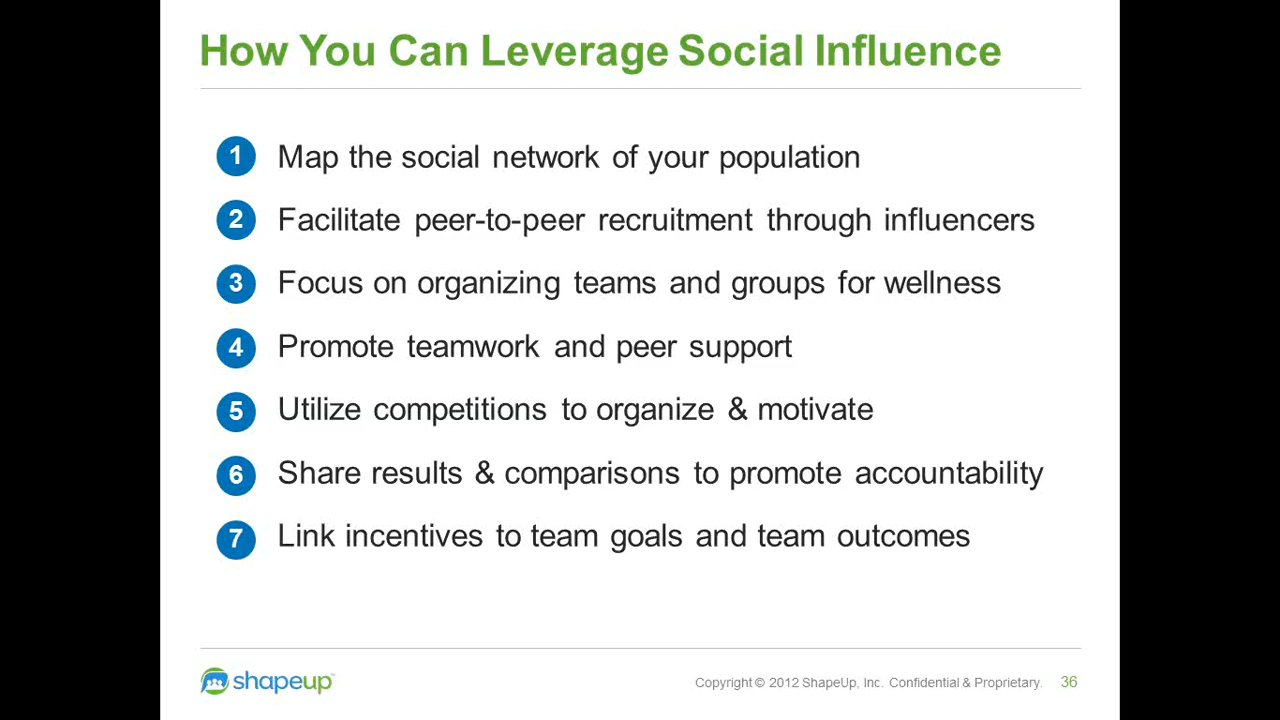 How You Can Leverage Social Influence
1 Map the social network of your population
2 Facilitate peer-to-peer recruitment through influencers
3 Focus on organizing teams and groups for wellness
4 Promote teamwork and peer support
5 Utilize competitions to organize & motivate
6 Share results & comparisons to promote accountability
7 Link incentives to team goals and team outcomes
shapeup™ Copyright © 2012 ShapeUp, Inc. Confidential & Proprietary. 36